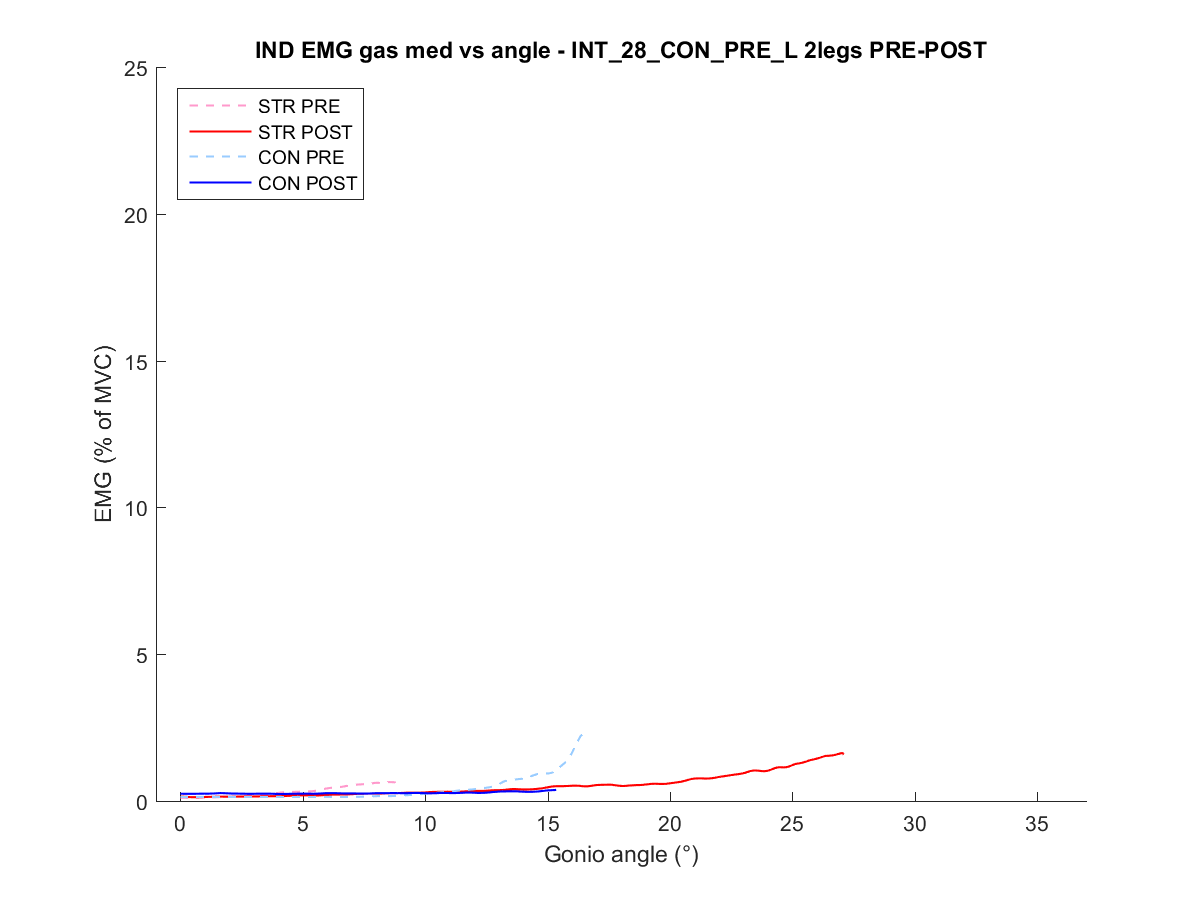 IND EMG gas med vs angle - INT_28_CON_PRE_L 2legs PRE-POST
25
20
15
10
5
0
EMG (% of MVC)
STR PRE
STR POST
CON PRE
CON POST
0 5 10 15 20 25 30 35
Gonio angle (°)